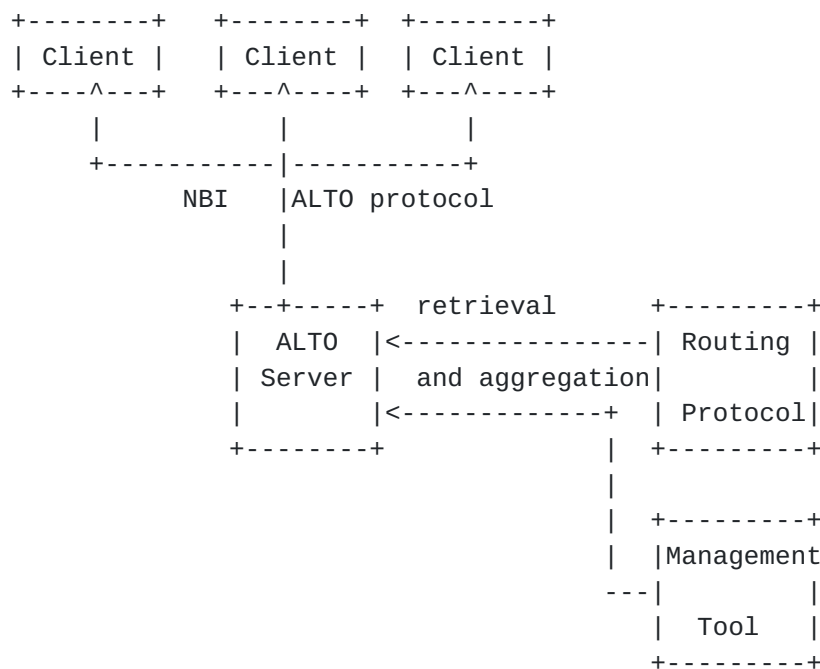 Client Client Client
NBI ALTO protocol
retrieval
ALTO Routing
Server and aggregation
Protocol
Management
Tool